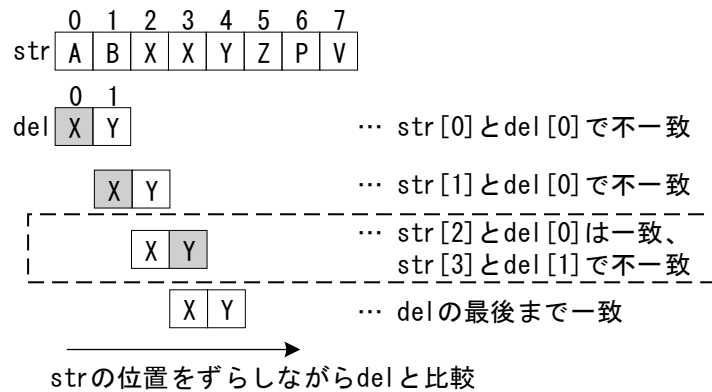 0 1 2 3 4 5 6 7
str A B X X Y Z P V
0 1
del X Y … str[0]とdel[0]で不一致
X Y … str[1]とdel[0]で不一致
X Y … str[2]とdel[0]は一致、
str[3]とdel[1]で不一致
X Y … delの最後まで一致
strの位置をずらしながらdelと比較